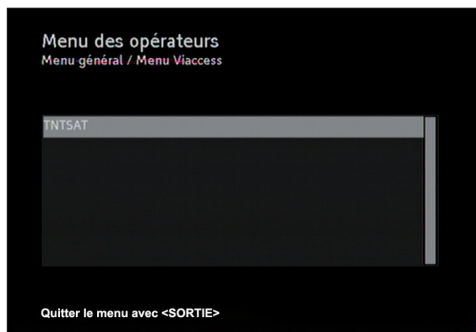 Menu des opérateurs
Menu général / Menu Viaccess
TNTSAT
Quitter le menu avec <SORTIE>